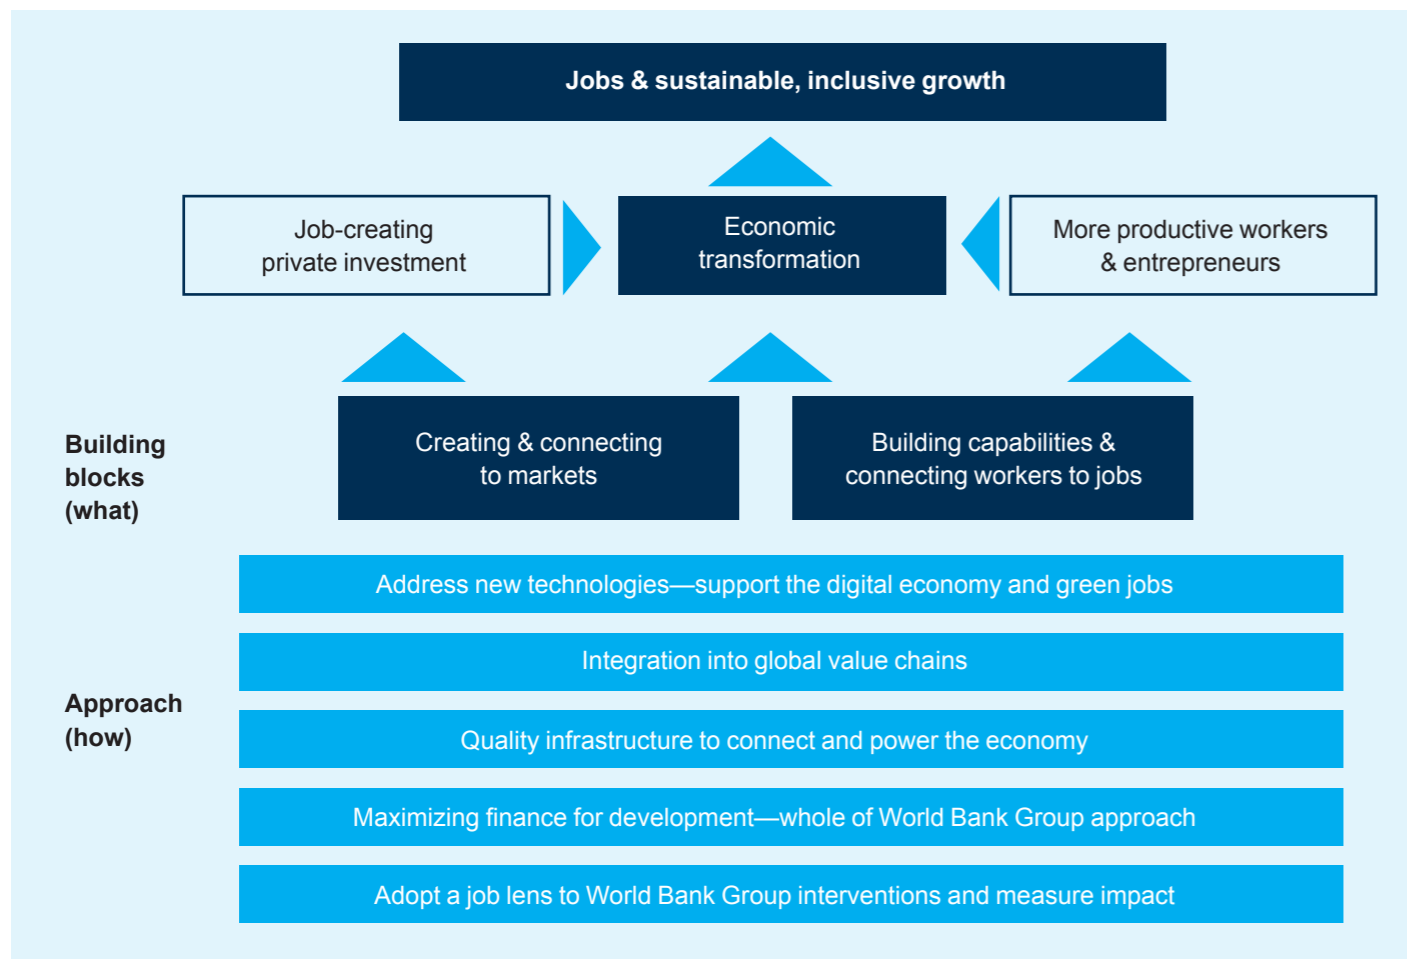 Jobs & sustainable, inclusive growth
Job-creating
private investment
Economic
transformation
More productive workers
& entrepreneurs
Building
blocks
(what)
Creating & connecting
to markets
Building capabilities &
connecting workers to jobs
Address new technologies—support the digital economy and green jobs
Integration into global value chains
Approach
(how)
Quality infrastructure to connect and power the economy
Maximizing finance for development—whole of World Bank Group approach
Adopt a job lens to World Bank Group interventions and measure impact